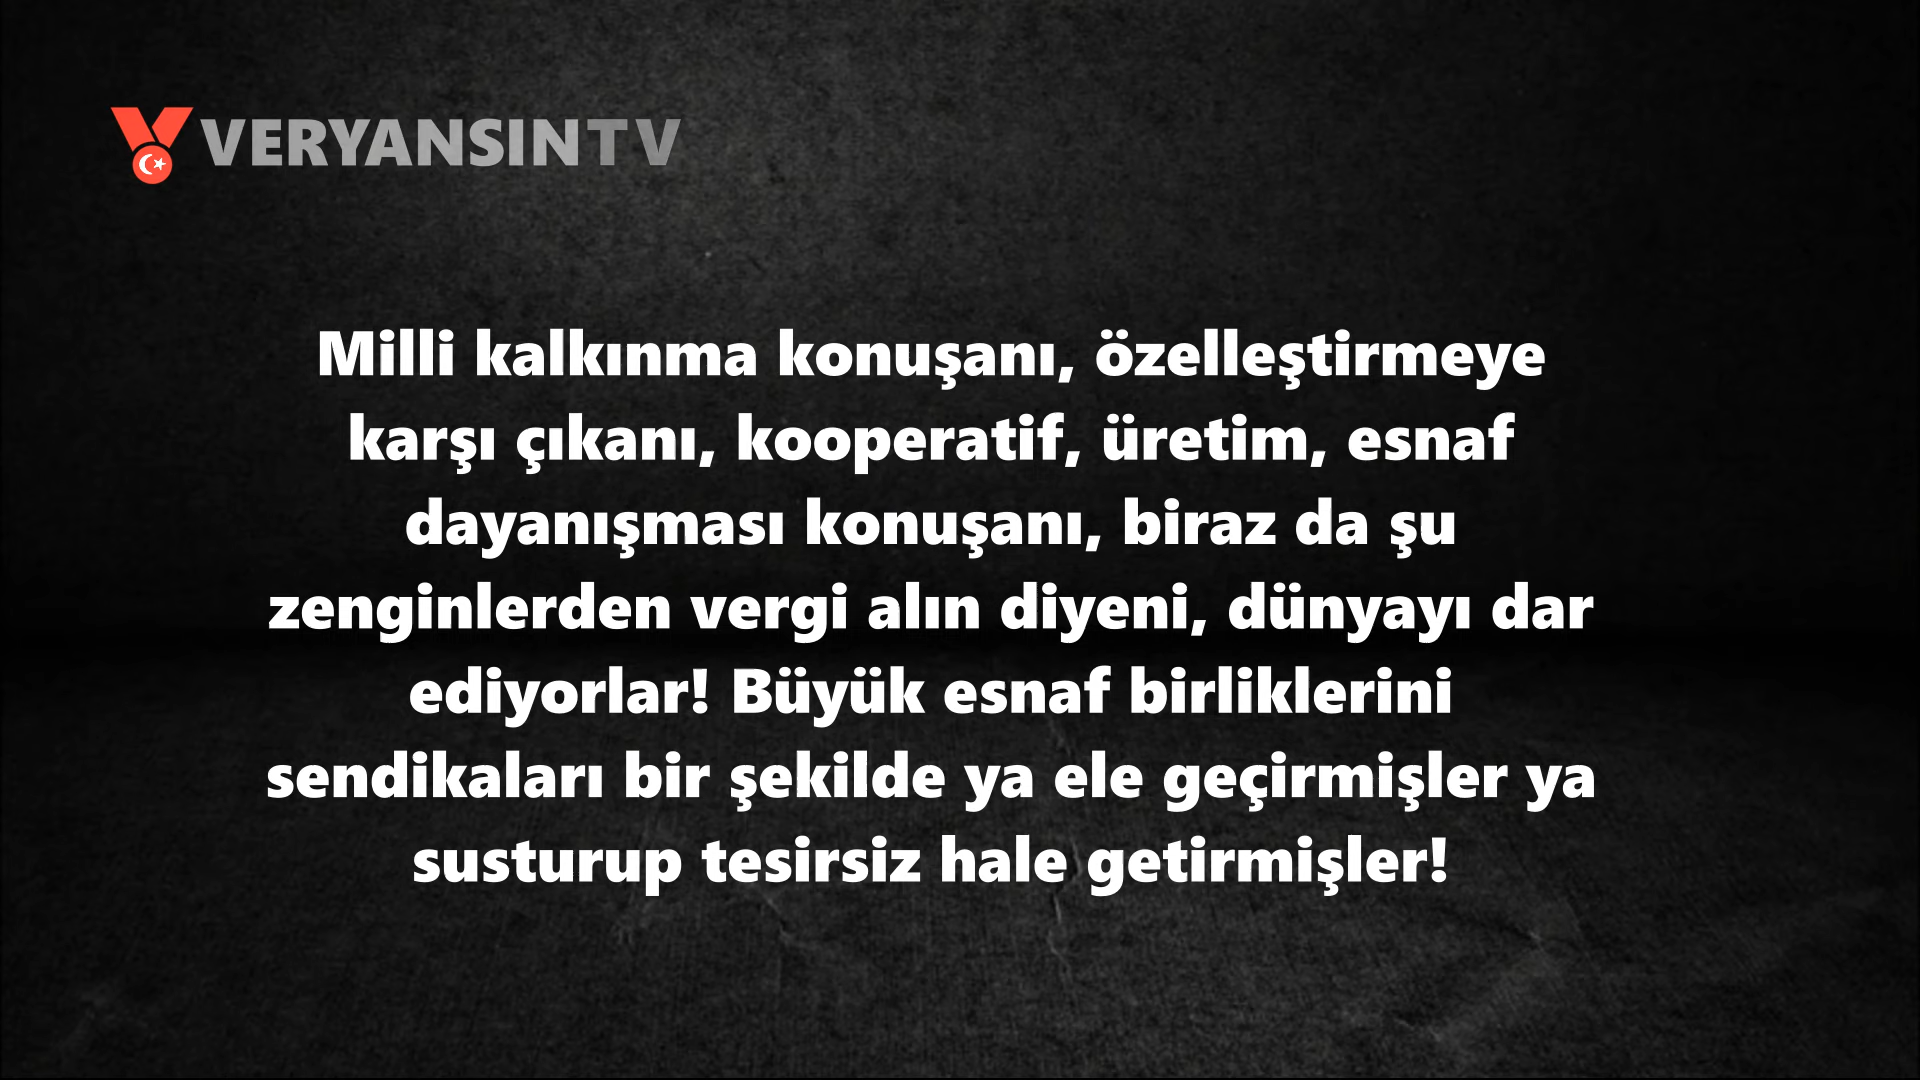 VERYANSINTV
Milli kalkınma konuşanı, özelleştirmeye
karşı çıkanı, kooperatif, üretim, esnaf
dayanışması konuşanı, biraz da şu
zenginlerden vergi alın diyeni, dünyayı dar
ediyorlar! Büyük esnaf birliklerini
sendikaları bir şekilde ya ele geçirmişler ya
susturup tesirsiz hale getirmişler!